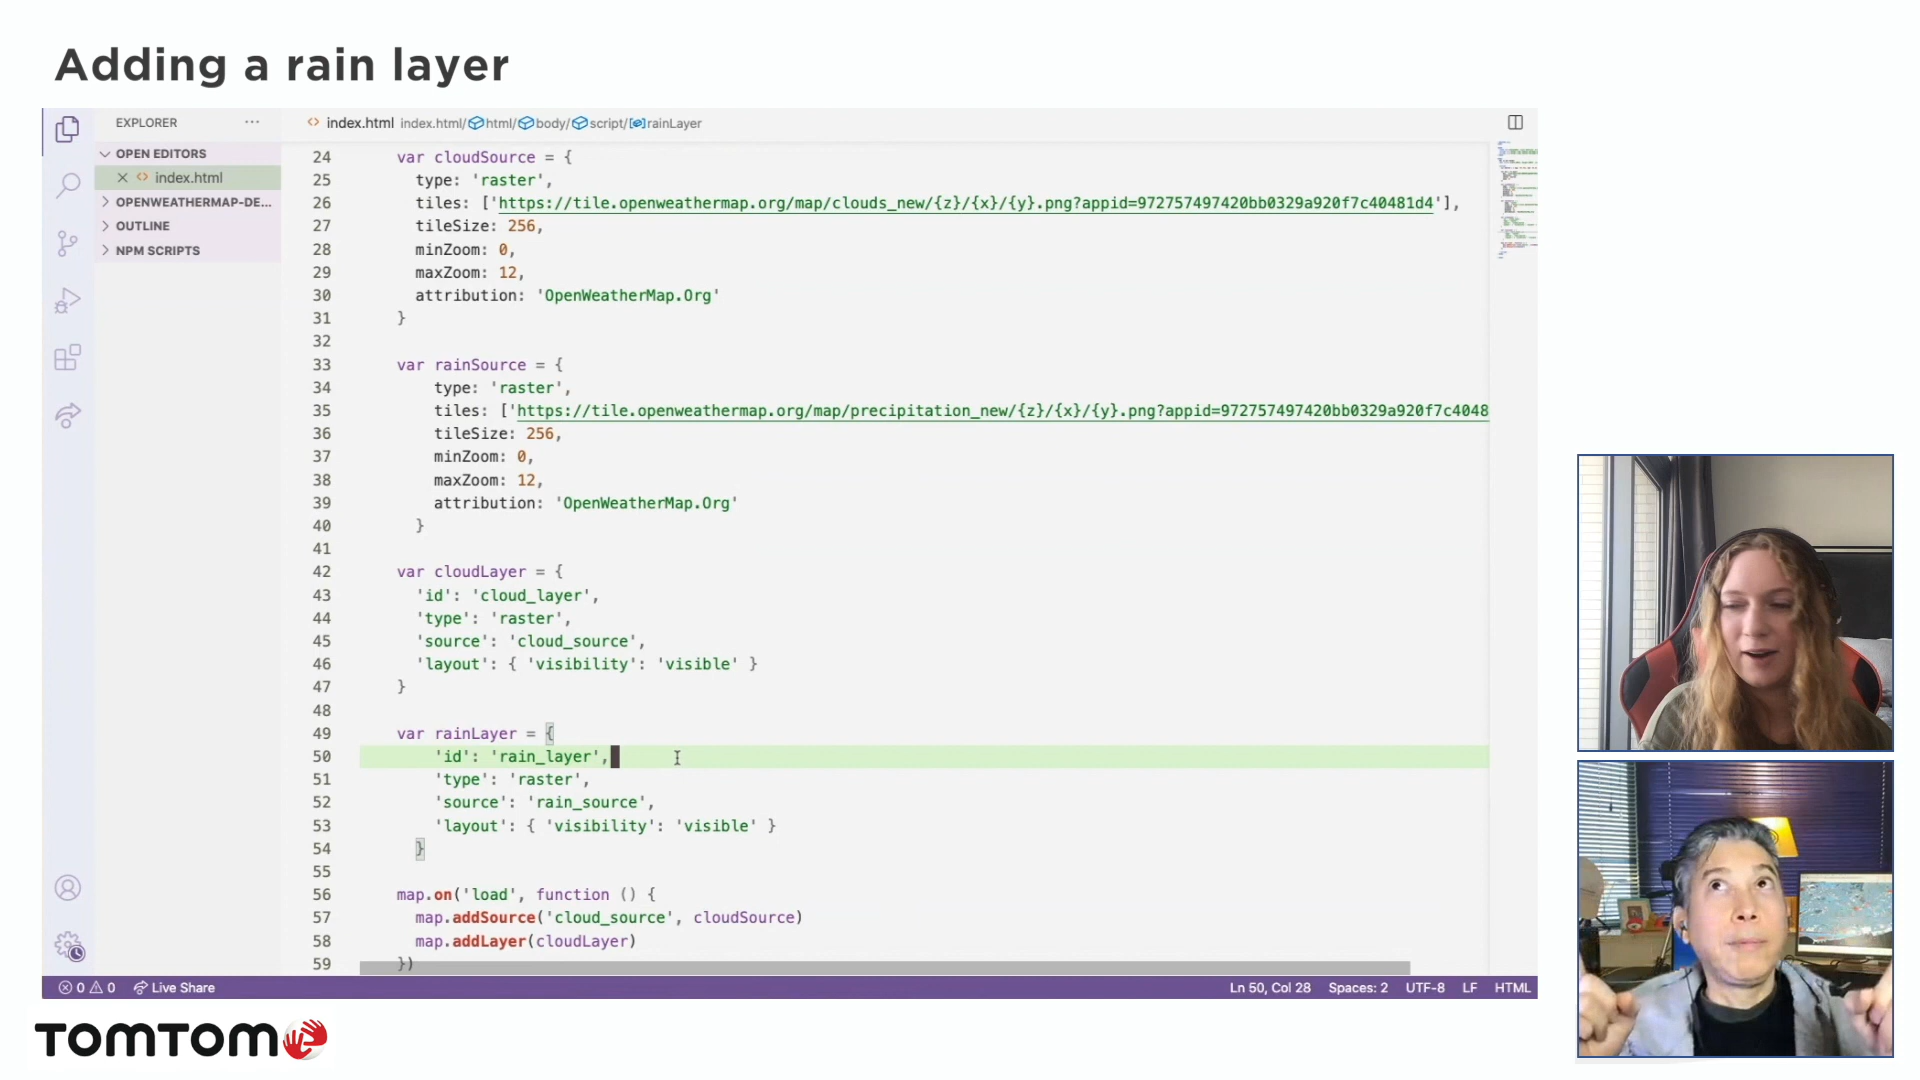 Adding a rain layer
EXPLORER ...
index.html index.html/html/body/script/rainLayer
OPEN EDITORS
index.html
OPENWEATHERMAP-DE...
OUTLINE
NPM SCRIPTS
24 var cloudSource = {
25 type: 'raster',
26 tiles: ['https://tile.openweathermap.org/map/clouds_new/{z}/{x}/{y}.png?appid=972757497420bb0329a920f7c40481d4'],
27 tileSize: 256,
28 minZoom: 0,
29 maxZoom: 12,
30 attribution: 'OpenWeatherMap.Org'
31 }
32
33 var rainSource = {
34 type: 'raster',
35 tiles: ['https://tile.openweathermap.org/map/precipitation_new/{z}/{x}/{y}.png?appid=972757497420bb0329a920f7c4048
36 tileSize: 256,
37 minZoom: 0,
38 maxZoom: 12,
39 attribution: 'OpenWeatherMap.Org'
40 }
41
42 var cloudLayer = {
43 'id': 'cloud_layer',
44 'type': 'raster',
45 'source': 'cloud_source',
46 'layout': { 'visibility': 'visible' }
47 }
48
49 var rainLayer = {
50 'id': 'rain_layer',
51 'type': 'raster',
52 'source': 'rain_source',
53 'layout': { 'visibility': 'visible' }
54 }
55
56 map.on('load', function () {
57 map.addSource('cloud_source', cloudSource)
58 map.addLayer(cloudLayer)
59 })
0 0 Live Share
Ln 50, Col 28 Spaces: 2 UTF-8 LF HTML
TOMTOM